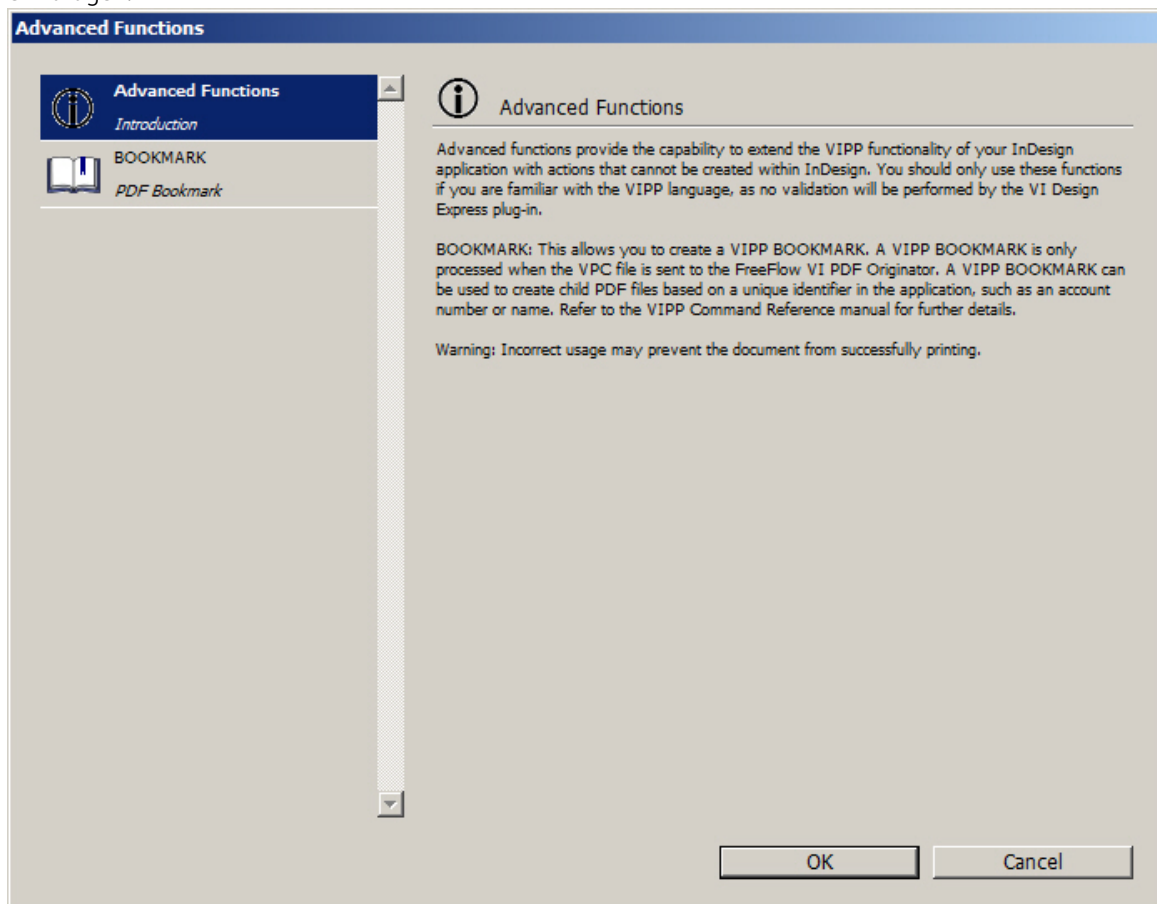 Advanced Functions
Advanced Functions
Introduction
BOOKMARK
PDF Bookmark
Advanced Functions
Advanced functions provide the capability to extend the VIPP functionality of your InDesign
application with actions that cannot be created within InDesign. You should only use these functions
if you are familiar with the VIPP language, as no validation will be performed by the VI Design
Express plug-in.
BOOKMARK: This allows you to create a VIPP BOOKMARK. A VIPP BOOKMARK is only
processed when the VPC file is sent to the FreeFlow VI PDF Originator. A VIPP BOOKMARK can
be used to create child PDF files based on a unique identifier in the application, such as an account
number or name. Refer to the VIPP Command Reference manual for further details.
Warning: Incorrect usage may prevent the document from successfully printing.
OK
Cancel